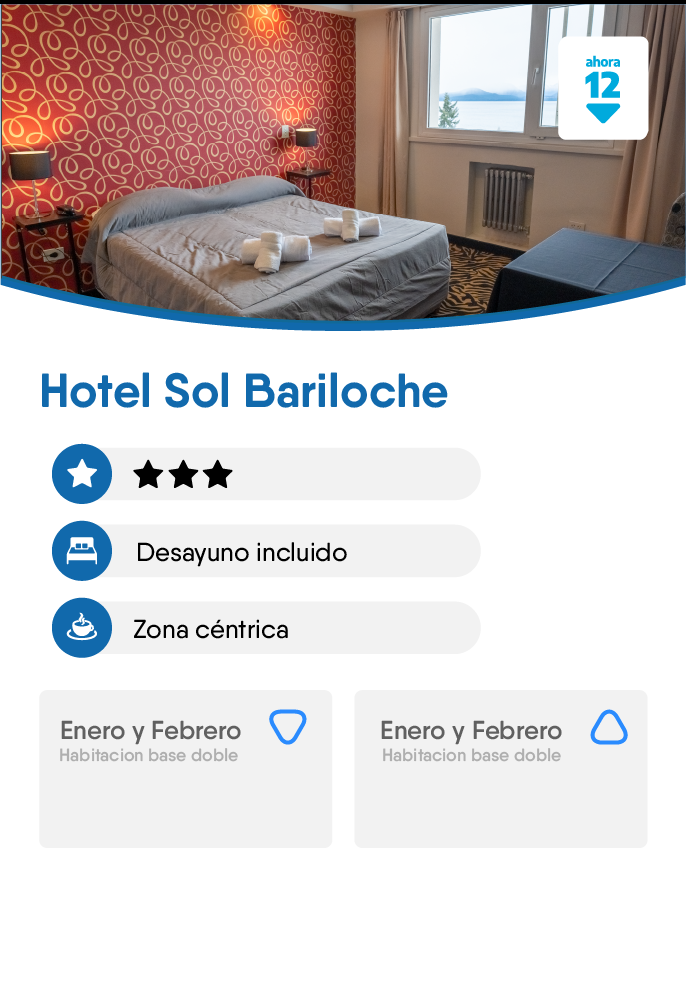 ahora
12
Hotel Sol Bariloche
Desayuno incluido
Zona céntrica
Enero y Febrero
Habitacion base doble
Enero y Febrero
Habitacion base doble